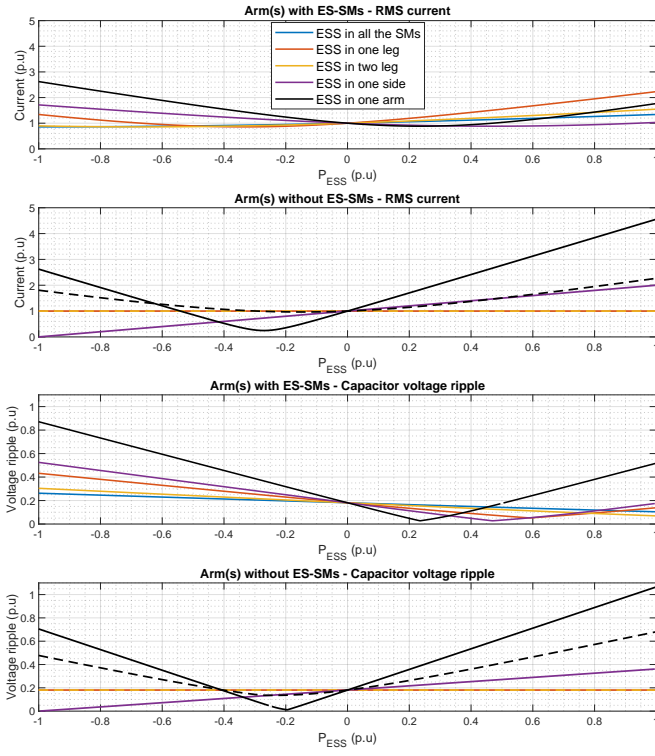 Arm(s) with ES-SMs - RMS current
5
4
3
2
1
0
Current (p.u)
ESS in all the SMs
ESS in one leg
ESS in two leg
ESS in one side
ESS in one arm
-1 -0.8 -0.6 -0.4 -0.2 0 0.2 0.4 0.6 0.8 1
P_ESS (p.u)
Arm(s) without ES-SMs - RMS current
5
4
3
2
1
0
Current (p.u)
-1 -0.8 -0.6 -0.4 -0.2 0 0.2 0.4 0.6 0.8 1
P_ESS (p.u)
Arm(s) with ES-SMs - Capacitor voltage ripple
1
0.8
0.6
0.4
0.2
0
Voltage ripple (p.u)
-1 -0.8 -0.6 -0.4 -0.2 0 0.2 0.4 0.6 0.8 1
P_ESS (p.u)
Arm(s) without ES-SMs - Capacitor voltage ripple
1
0.8
0.6
0.4
0.2
0
Voltage ripple (p.u)
-1 -0.8 -0.6 -0.4 -0.2 0 0.2 0.4 0.6 0.8 1
P_ESS (p.u)